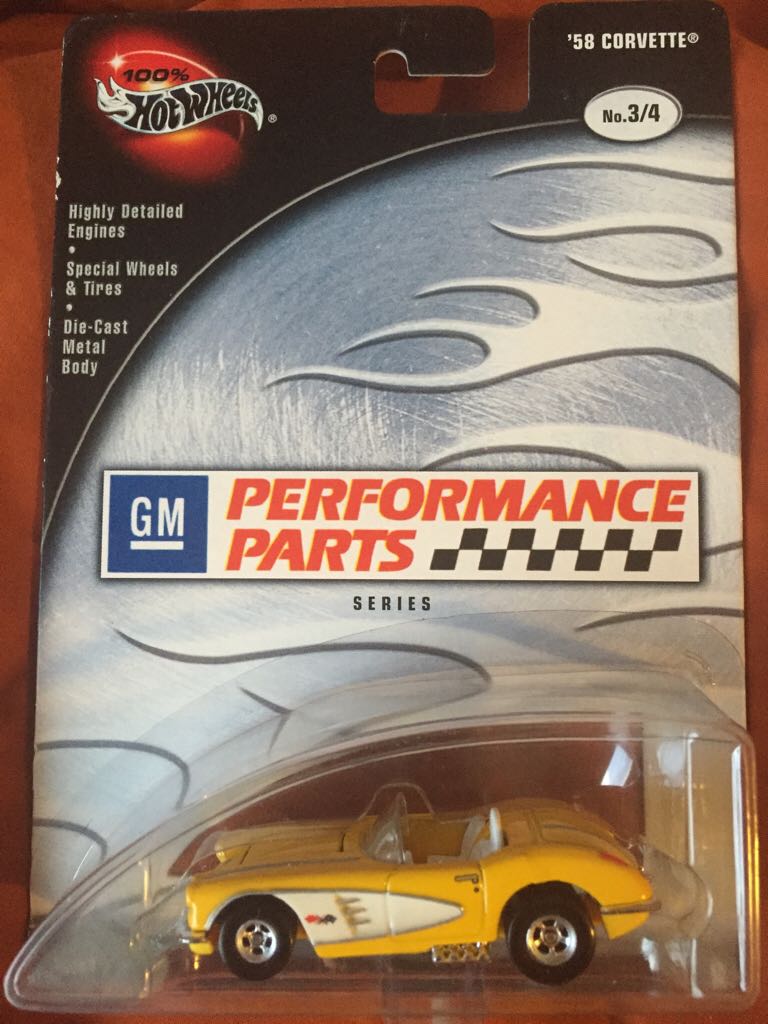 '58 CORVETTE®
No.3/4
100%
Hot Wheels®
Highly Detailed
Engines
•
Special Wheels
& Tires
•
Die-Cast
Metal
Body
GM
PERFORMANCE
PARTS
SERIES